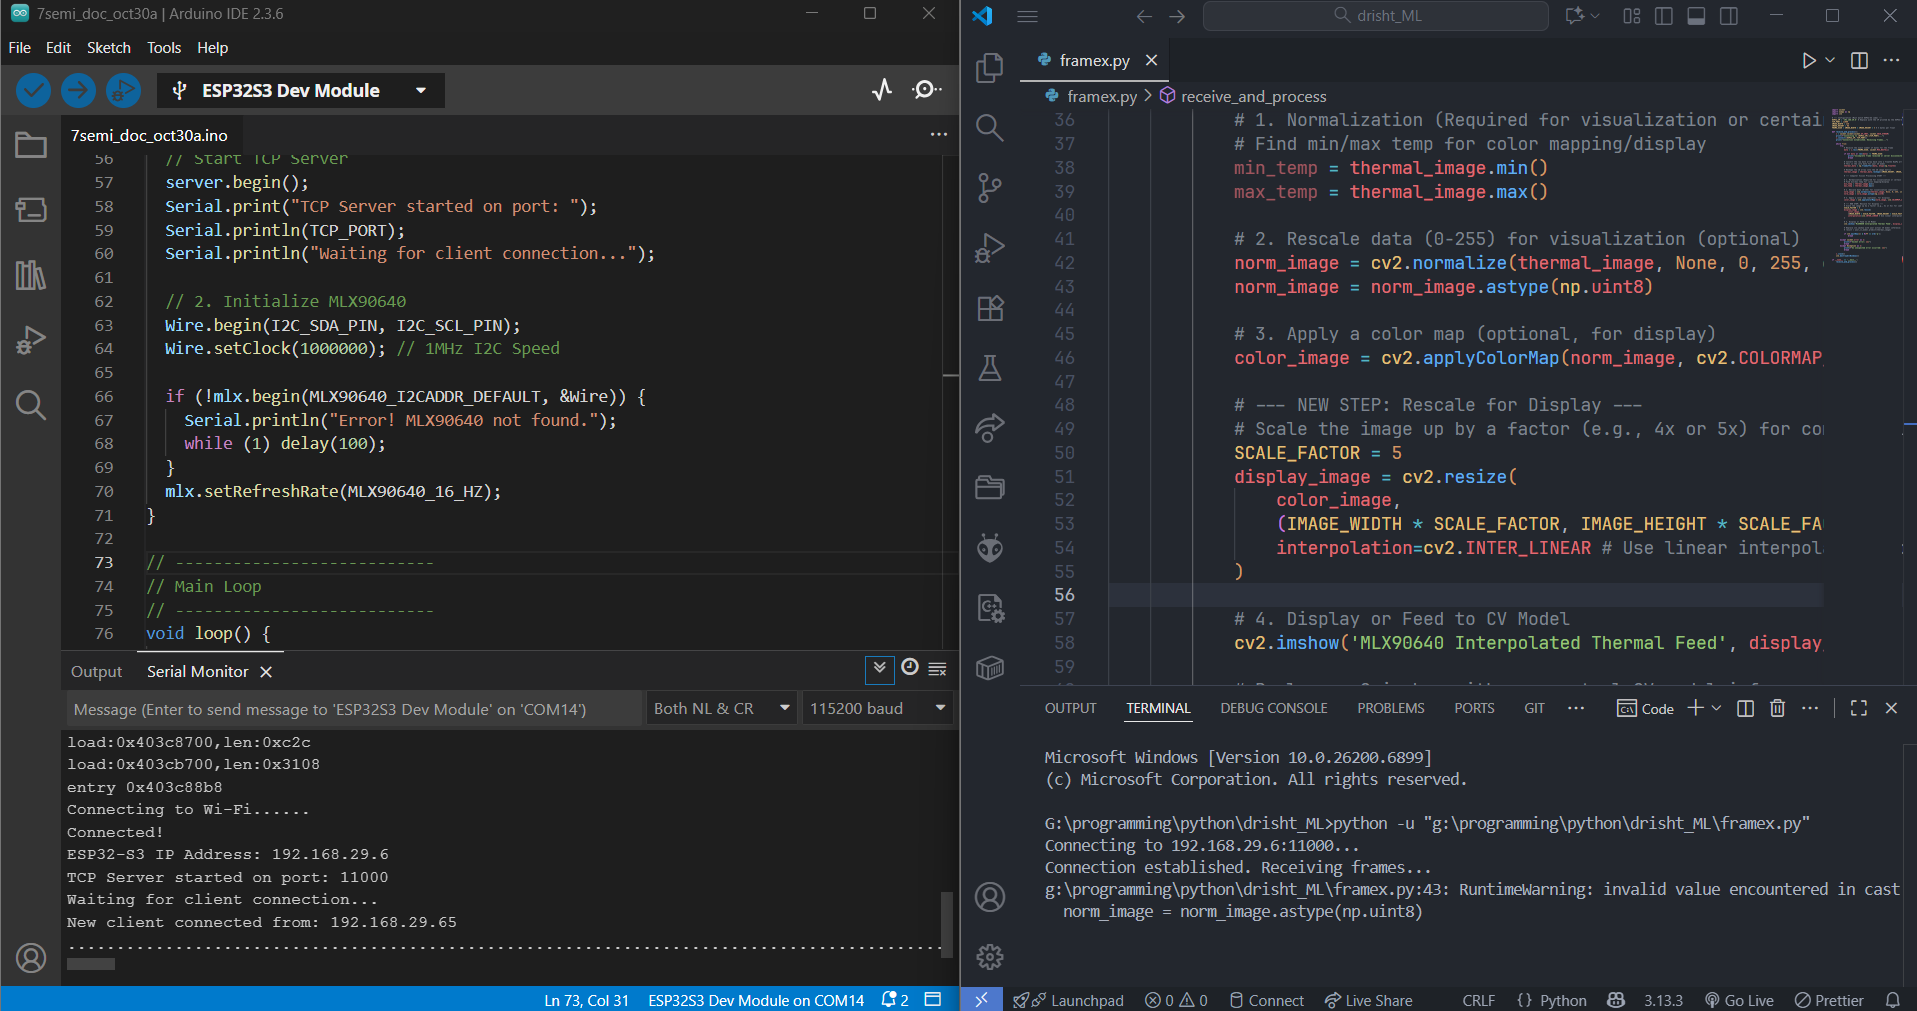 7semi_doc_oct30a | Arduino IDE 2.3.6
File Edit Sketch Tools Help
ESP32S3 Dev Module
7semi_doc_oct30a.ino
56 // Start TCP Server
57 server.begin();
58 Serial.print("TCP Server started on port: ");
59 Serial.println(TCP_PORT);
60 Serial.println("Waiting for client connection...");
61
62 // 2. Initialize MLX90640
63 Wire.begin(I2C_SDA_PIN, I2C_SCL_PIN);
64 Wire.setClock(1000000); // 1MHz I2C Speed
65
66 if (!mlx.begin(MLX90640_I2CADDR_DEFAULT, &Wire)) {
67 Serial.println("Error! MLX90640 not found.");
68 while (1) delay(100);
69 }
70 mlx.setRefreshRate(MLX90640_16_HZ);
71 }
72
73 // ---------------------------
74 // Main Loop
75 // ---------------------------
76 void loop() {
Output Serial Monitor
Message (Enter to send message to 'ESP32S3 Dev Module' on 'COM14') Both NL & CR 115200 baud
load:0x403c8700,len:0xc2c
load:0x403cb700,len:0x3108
entry 0x403c88b8
Connecting to Wi-Fi......
Connected!
ESP32-S3 IP Address: 192.168.29.6
TCP Server started on port: 11000
Waiting for client connection...
New client connected from: 192.168.29.65
..........................................................................................
Ln 73, Col 31 ESP32S3 Dev Module on COM14 2
drisht_ML
framex.py
framex.py > receive_and_process
36 # 1. Normalization (Required for visualization or certai
37 # Find min/max temp for color mapping/display
38 min_temp = thermal_image.min()
39 max_temp = thermal_image.max()
40
41 # 2. Rescale data (0-255) for visualization (optional)
42 norm_image = cv2.normalize(thermal_image, None, 0, 255,
43 norm_image = norm_image.astype(np.uint8)
44
45 # 3. Apply a color map (optional, for display)
46 color_image = cv2.applyColorMap(norm_image, cv2.COLORMAP_
47
48 # --- NEW STEP: Rescale for Display ---
49 # Scale the image up by a factor (e.g., 4x or 5x) for co
50 SCALE_FACTOR = 5
51 display_image = cv2.resize(
52 color_image,
53 (IMAGE_WIDTH * SCALE_FACTOR, IMAGE_HEIGHT * SCALE_FA
54 interpolation=cv2.INTER_LINEAR # Use linear interpol
55 )
56
57 # 4. Display or Feed to CV Model
58 cv2.imshow('MLX90640 Interpolated Thermal Feed', display_
59
OUTPUT TERMINAL DEBUG CONSOLE PROBLEMS PORTS GIT Code
Microsoft Windows [Version 10.0.26200.6899]
(c) Microsoft Corporation. All rights reserved.
G:\programming\python\drisht_ML>python -u "g:\programming\python\drisht_ML\framex.py"
Connecting to 192.168.29.6:11000...
Connection established. Receiving frames...
g:\programming\python\drisht_ML\framex.py:43: RuntimeWarning: invalid value encountered in cast
norm_image = norm_image.astype(np.uint8)
Launchpad 0 0 Connect Live Share CRLF {} Python 3.13.3 Go Live Prettier